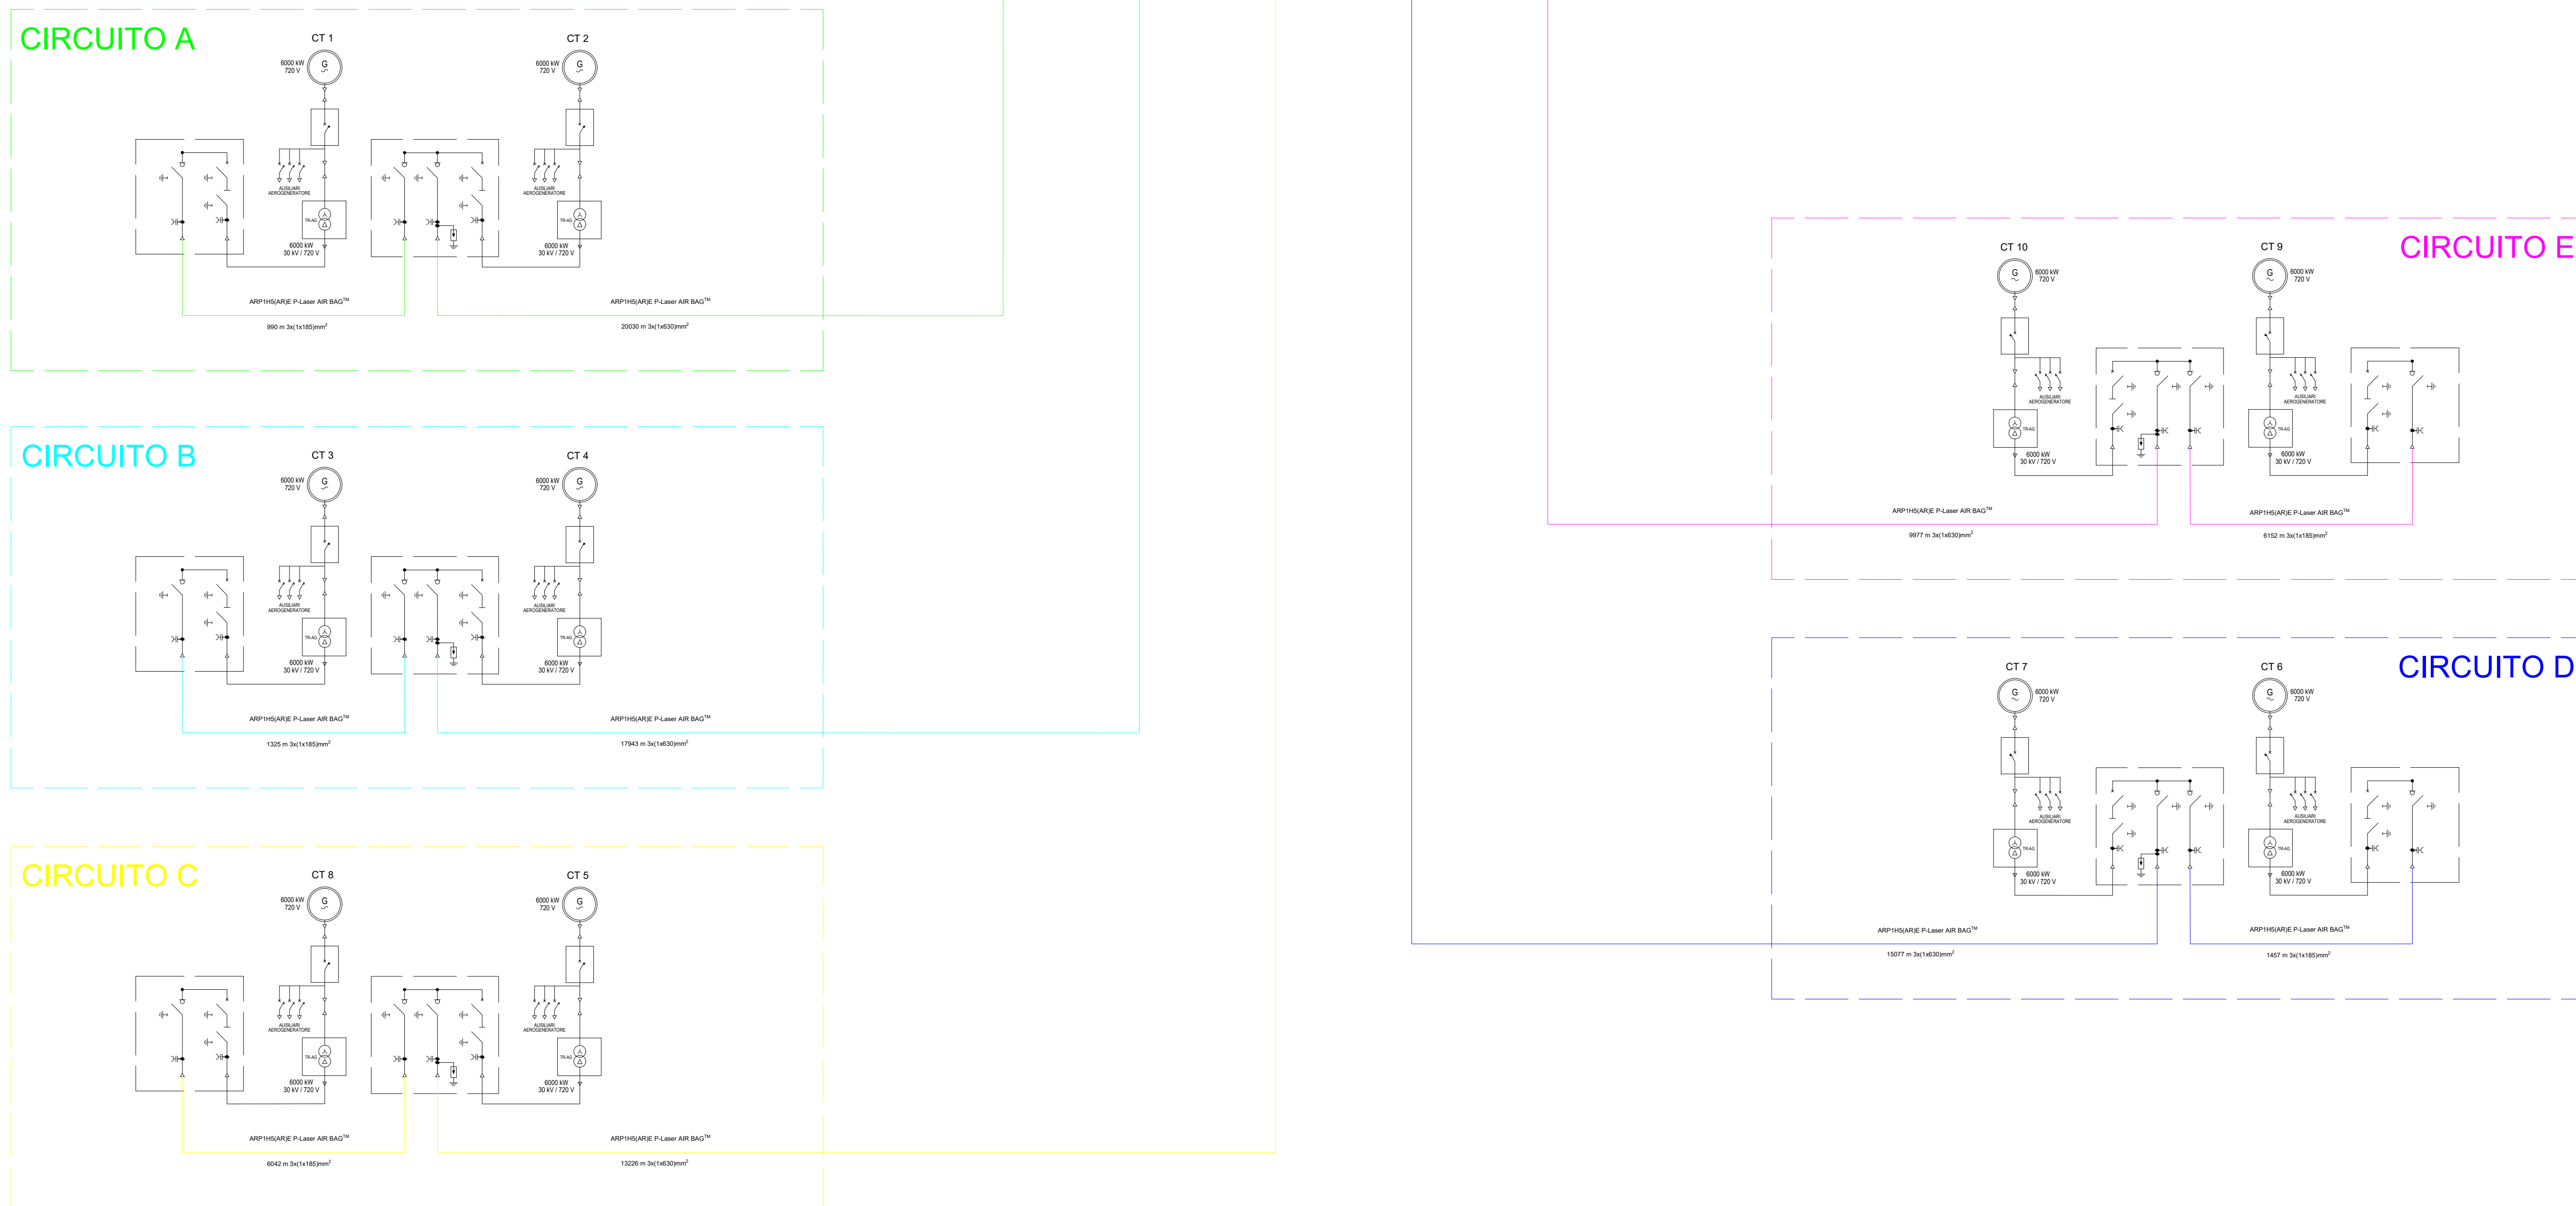 CIRCUITO A
CT 1
G
6000 kW
720 V
AUSILIARI
AEROGENERATORE
TR-AG
6000 kW
30 kV / 720 V
CT 2
G
6000 kW
720 V
AUSILIARI
AEROGENERATORE
TR-AG
6000 kW
30 kV / 720 V
ARP1H5(AR)E P-Laser AIR BAG™
990 m 3x(1x185)mm²
ARP1H5(AR)E P-Laser AIR BAG™
20030 m 3x(1x630)mm²
CIRCUITO B
CT 3
G
6000 kW
720 V
AUSILIARI
AEROGENERATORE
TR-AG
6000 kW
30 kV / 720 V
CT 4
G
6000 kW
720 V
AUSILIARI
AEROGENERATORE
TR-AG
6000 kW
30 kV / 720 V
ARP1H5(AR)E P-Laser AIR BAG™
1325 m 3x(1x185)mm²
ARP1H5(AR)E P-Laser AIR BAG™
17943 m 3x(1x630)mm²
CIRCUITO C
CT 8
G
6000 kW
720 V
AUSILIARI
AEROGENERATORE
TR-AG
6000 kW
30 kV / 720 V
CT 5
G
6000 kW
720 V
AUSILIARI
AEROGENERATORE
TR-AG
6000 kW
30 kV / 720 V
ARP1H5(AR)E P-Laser AIR BAG™
6042 m 3x(1x185)mm²
ARP1H5(AR)E P-Laser AIR BAG™
13226 m 3x(1x630)mm²
CIRCUITO E
CT 10
G
6000 kW
720 V
AUSILIARI
AEROGENERATORE
TR-AG
6000 kW
30 kV / 720 V
CT 9
G
6000 kW
720 V
AUSILIARI
AEROGENERATORE
TR-AG
6000 kW
30 kV / 720 V
ARP1H5(AR)E P-Laser AIR BAG™
9977 m 3x(1x630)mm²
ARP1H5(AR)E P-Laser AIR BAG™
6152 m 3x(1x185)mm²
CIRCUITO D
CT 7
G
6000 kW
720 V
AUSILIARI
AEROGENERATORE
TR-AG
6000 kW
30 kV / 720 V
CT 6
G
6000 kW
720 V
AUSILIARI
AEROGENERATORE
TR-AG
6000 kW
30 kV / 720 V
ARP1H5(AR)E P-Laser AIR BAG™
15077 m 3x(1x630)mm²
ARP1H5(AR)E P-Laser AIR BAG™
1457 m 3x(1x185)mm²